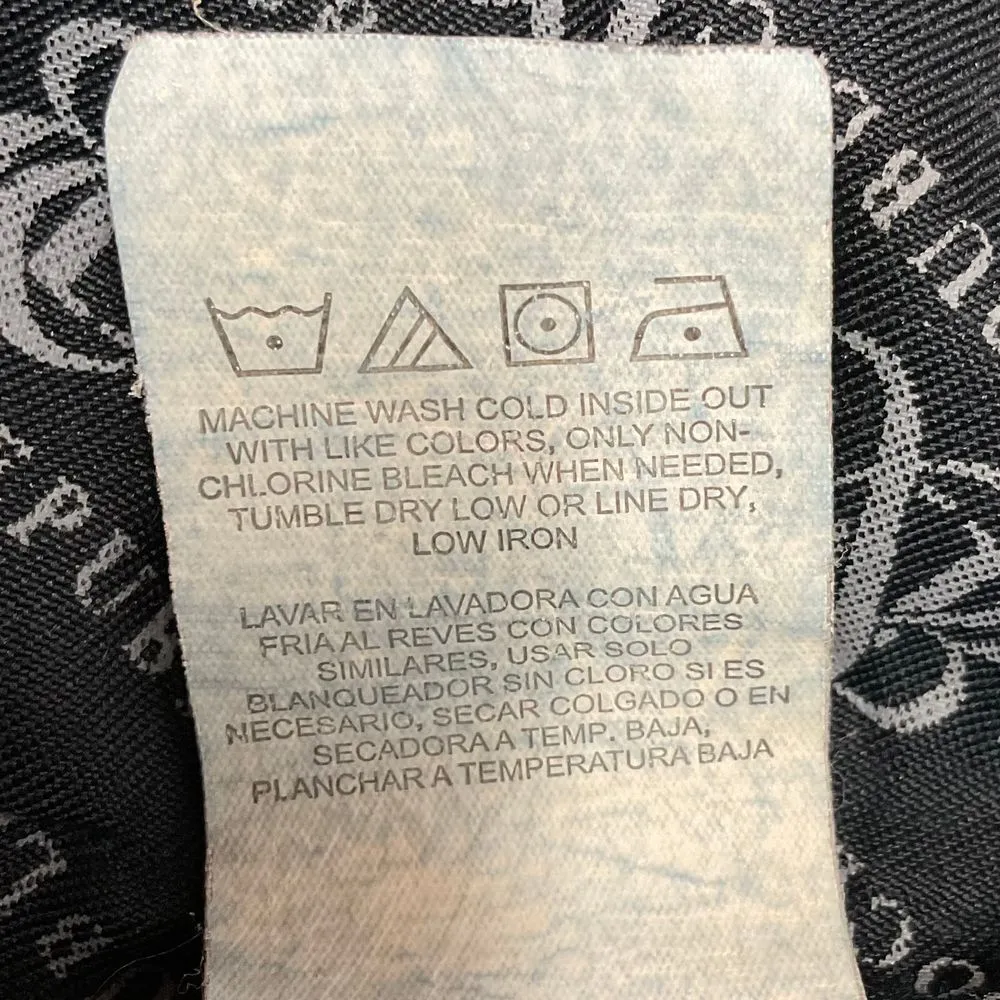 MACHINE WASH COLD INSIDE OUT
WITH LIKE COLORS, ONLY NON-
CHLORINE BLEACH WHEN NEEDED,
TUMBLE DRY LOW OR LINE DRY,
LOW IRON
LAVAR EN LAVADORA CON AGUA
FRIA AL REVES CON COLORES
SIMILARES, USAR SOLO
BLANQUEADOR SIN CLORO SI ES
NECESARIO, SECAR COLGADO O EN
SECADORA A TEMP. BAJA,
PLANCHAR A TEMPERATURA BAJA